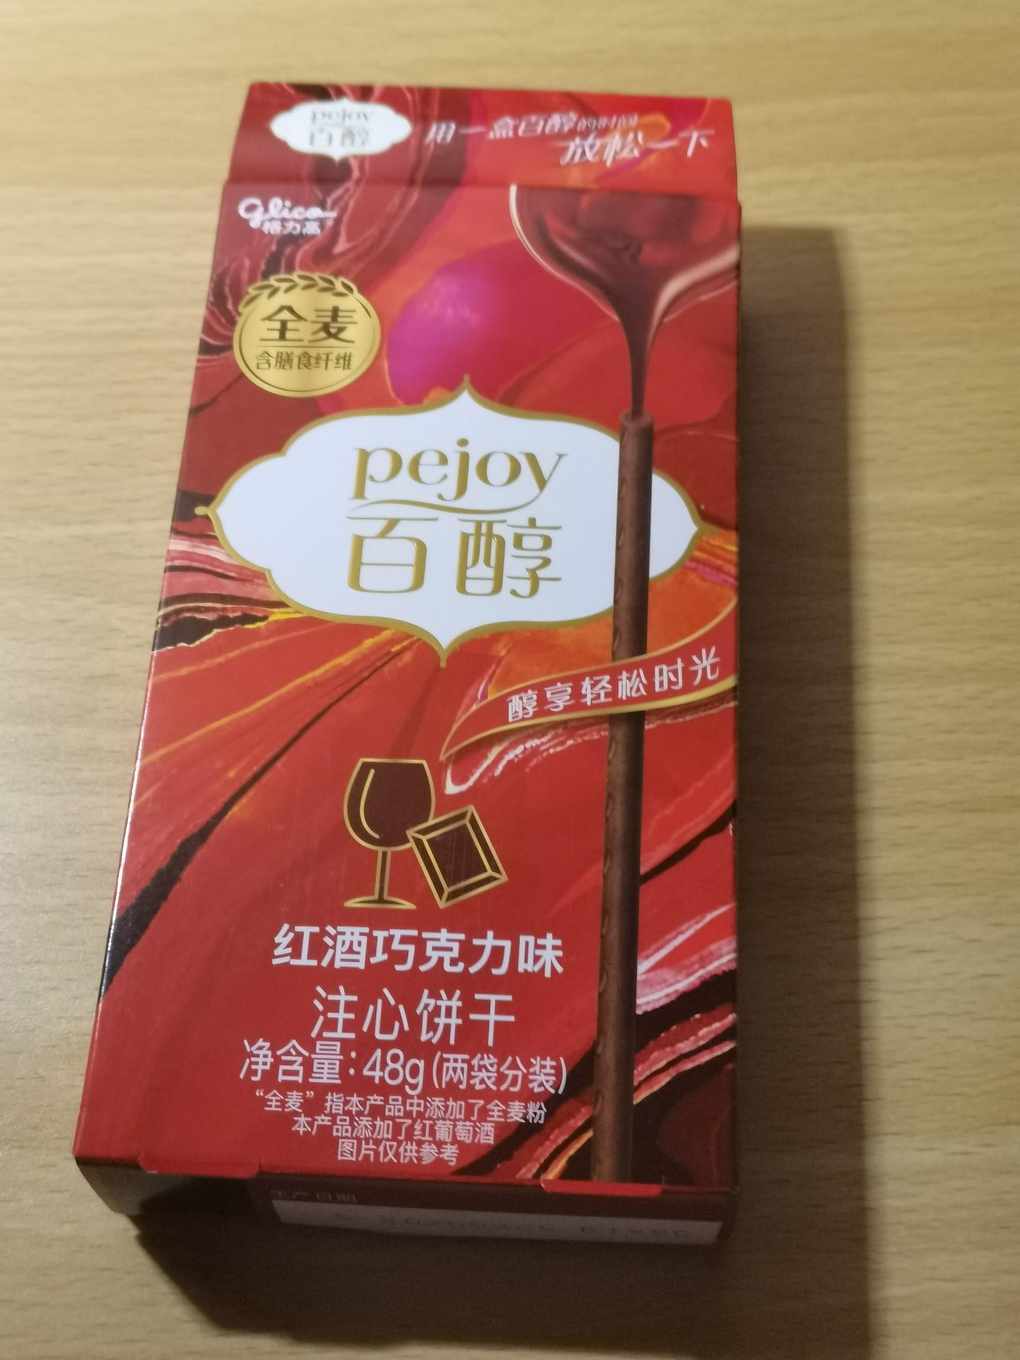 pejoy
百醇
用一盒百醇的时间
放松一下
Glico
格力高
全麦
含膳食纤维
pejoy
百醇
醇享轻松时光
红酒巧克力味
注心饼干
净含量：48g(两袋分装)
“全麦”指本产品中添加了全麦粉
本产品添加了红葡萄酒
图片仅供参考
生产日期